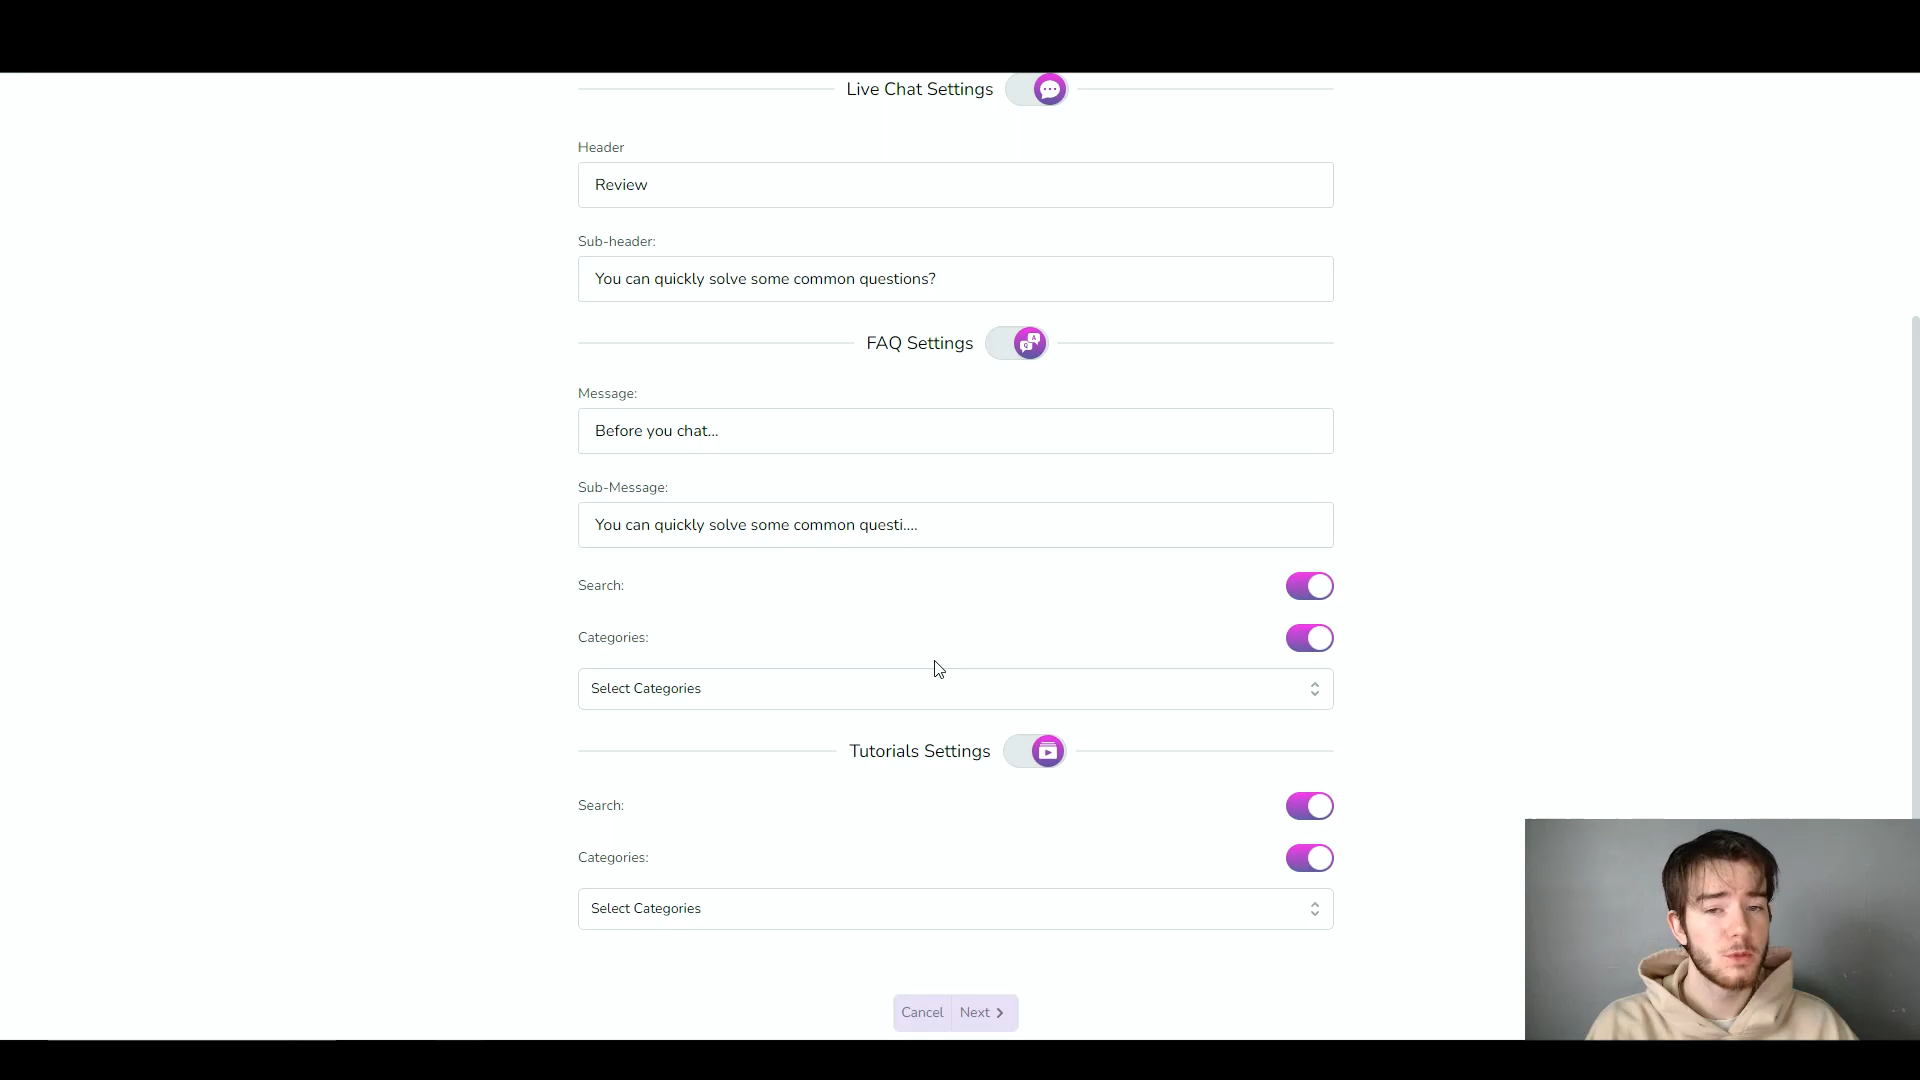 Live Chat Settings
Header
Review
Sub-header:
You can quickly solve some common questions?
FAQ Settings
Message:
Before you chat...
Sub-Message:
You can quickly solve some common questi....
Search:
Categories:
Select Categories
Tutorials Settings
Search:
Categories:
Select Categories
Cancel Next